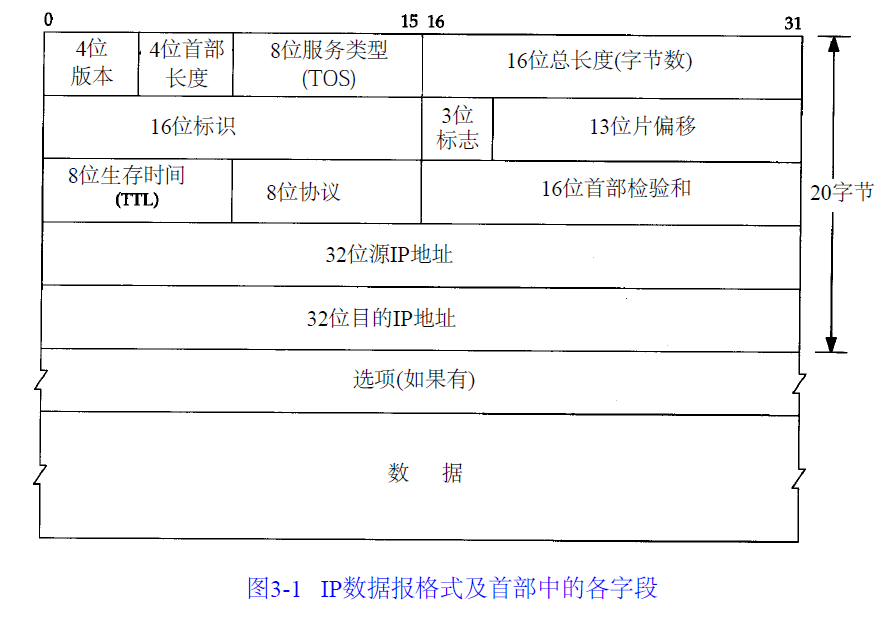 0 15 16 31
4位
版本
4位首部
长度
8位服务类型
(TOS)
16位总长度(字节数)
16位标识
3位
标志
13位片偏移
8位生存时间
(TTL)
8位协议
16位首部检验和
20字节
32位源IP地址
32位目的IP地址
选项(如果有)
数 据
图3-1 IP数据报格式及首部中的各字段